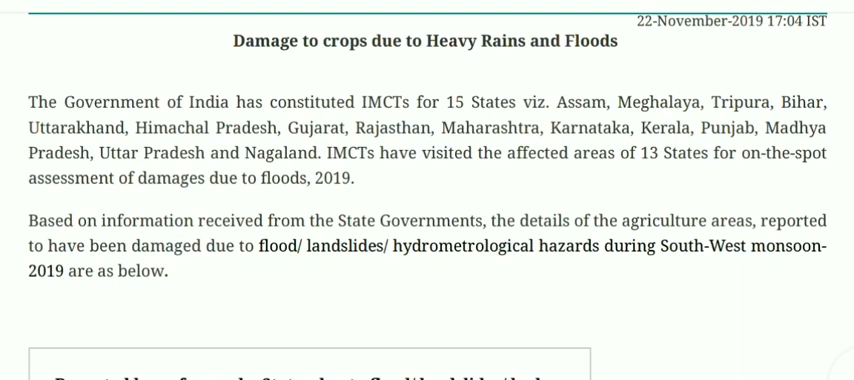 22-November-2019 17:04 IST
Damage to crops due to Heavy Rains and Floods
The Government of India has constituted IMCTs for 15 States viz. Assam, Meghalaya, Tripura, Bihar,
Uttarakhand, Himachal Pradesh, Gujarat, Rajasthan, Maharashtra, Karnataka, Kerala, Punjab, Madhya
Pradesh, Uttar Pradesh and Nagaland. IMCTs have visited the affected areas of 13 States for on-the-spot
assessment of damages due to floods, 2019.
Based on information received from the State Governments, the details of the agriculture areas, reported
to have been damaged due to flood/ landslides/ hydrometrological hazards during South-West monsoon-
2019 are as below.